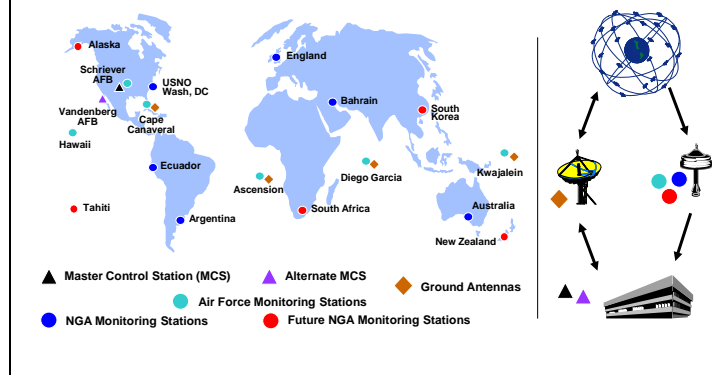 Alaska
Schriever
AFB
USNO
Wash, DC
Vandenberg
AFB
Cape
Canaveral
Hawaii
England
Bahrain
South
Korea
Ecuador
Ascension
Diego Garcia
Kwajalein
Tahiti
Argentina
South Africa
Australia
New Zealand
Master Control Station (MCS)
Alternate MCS
Ground Antennas
Air Force Monitoring Stations
NGA Monitoring Stations
Future NGA Monitoring Stations